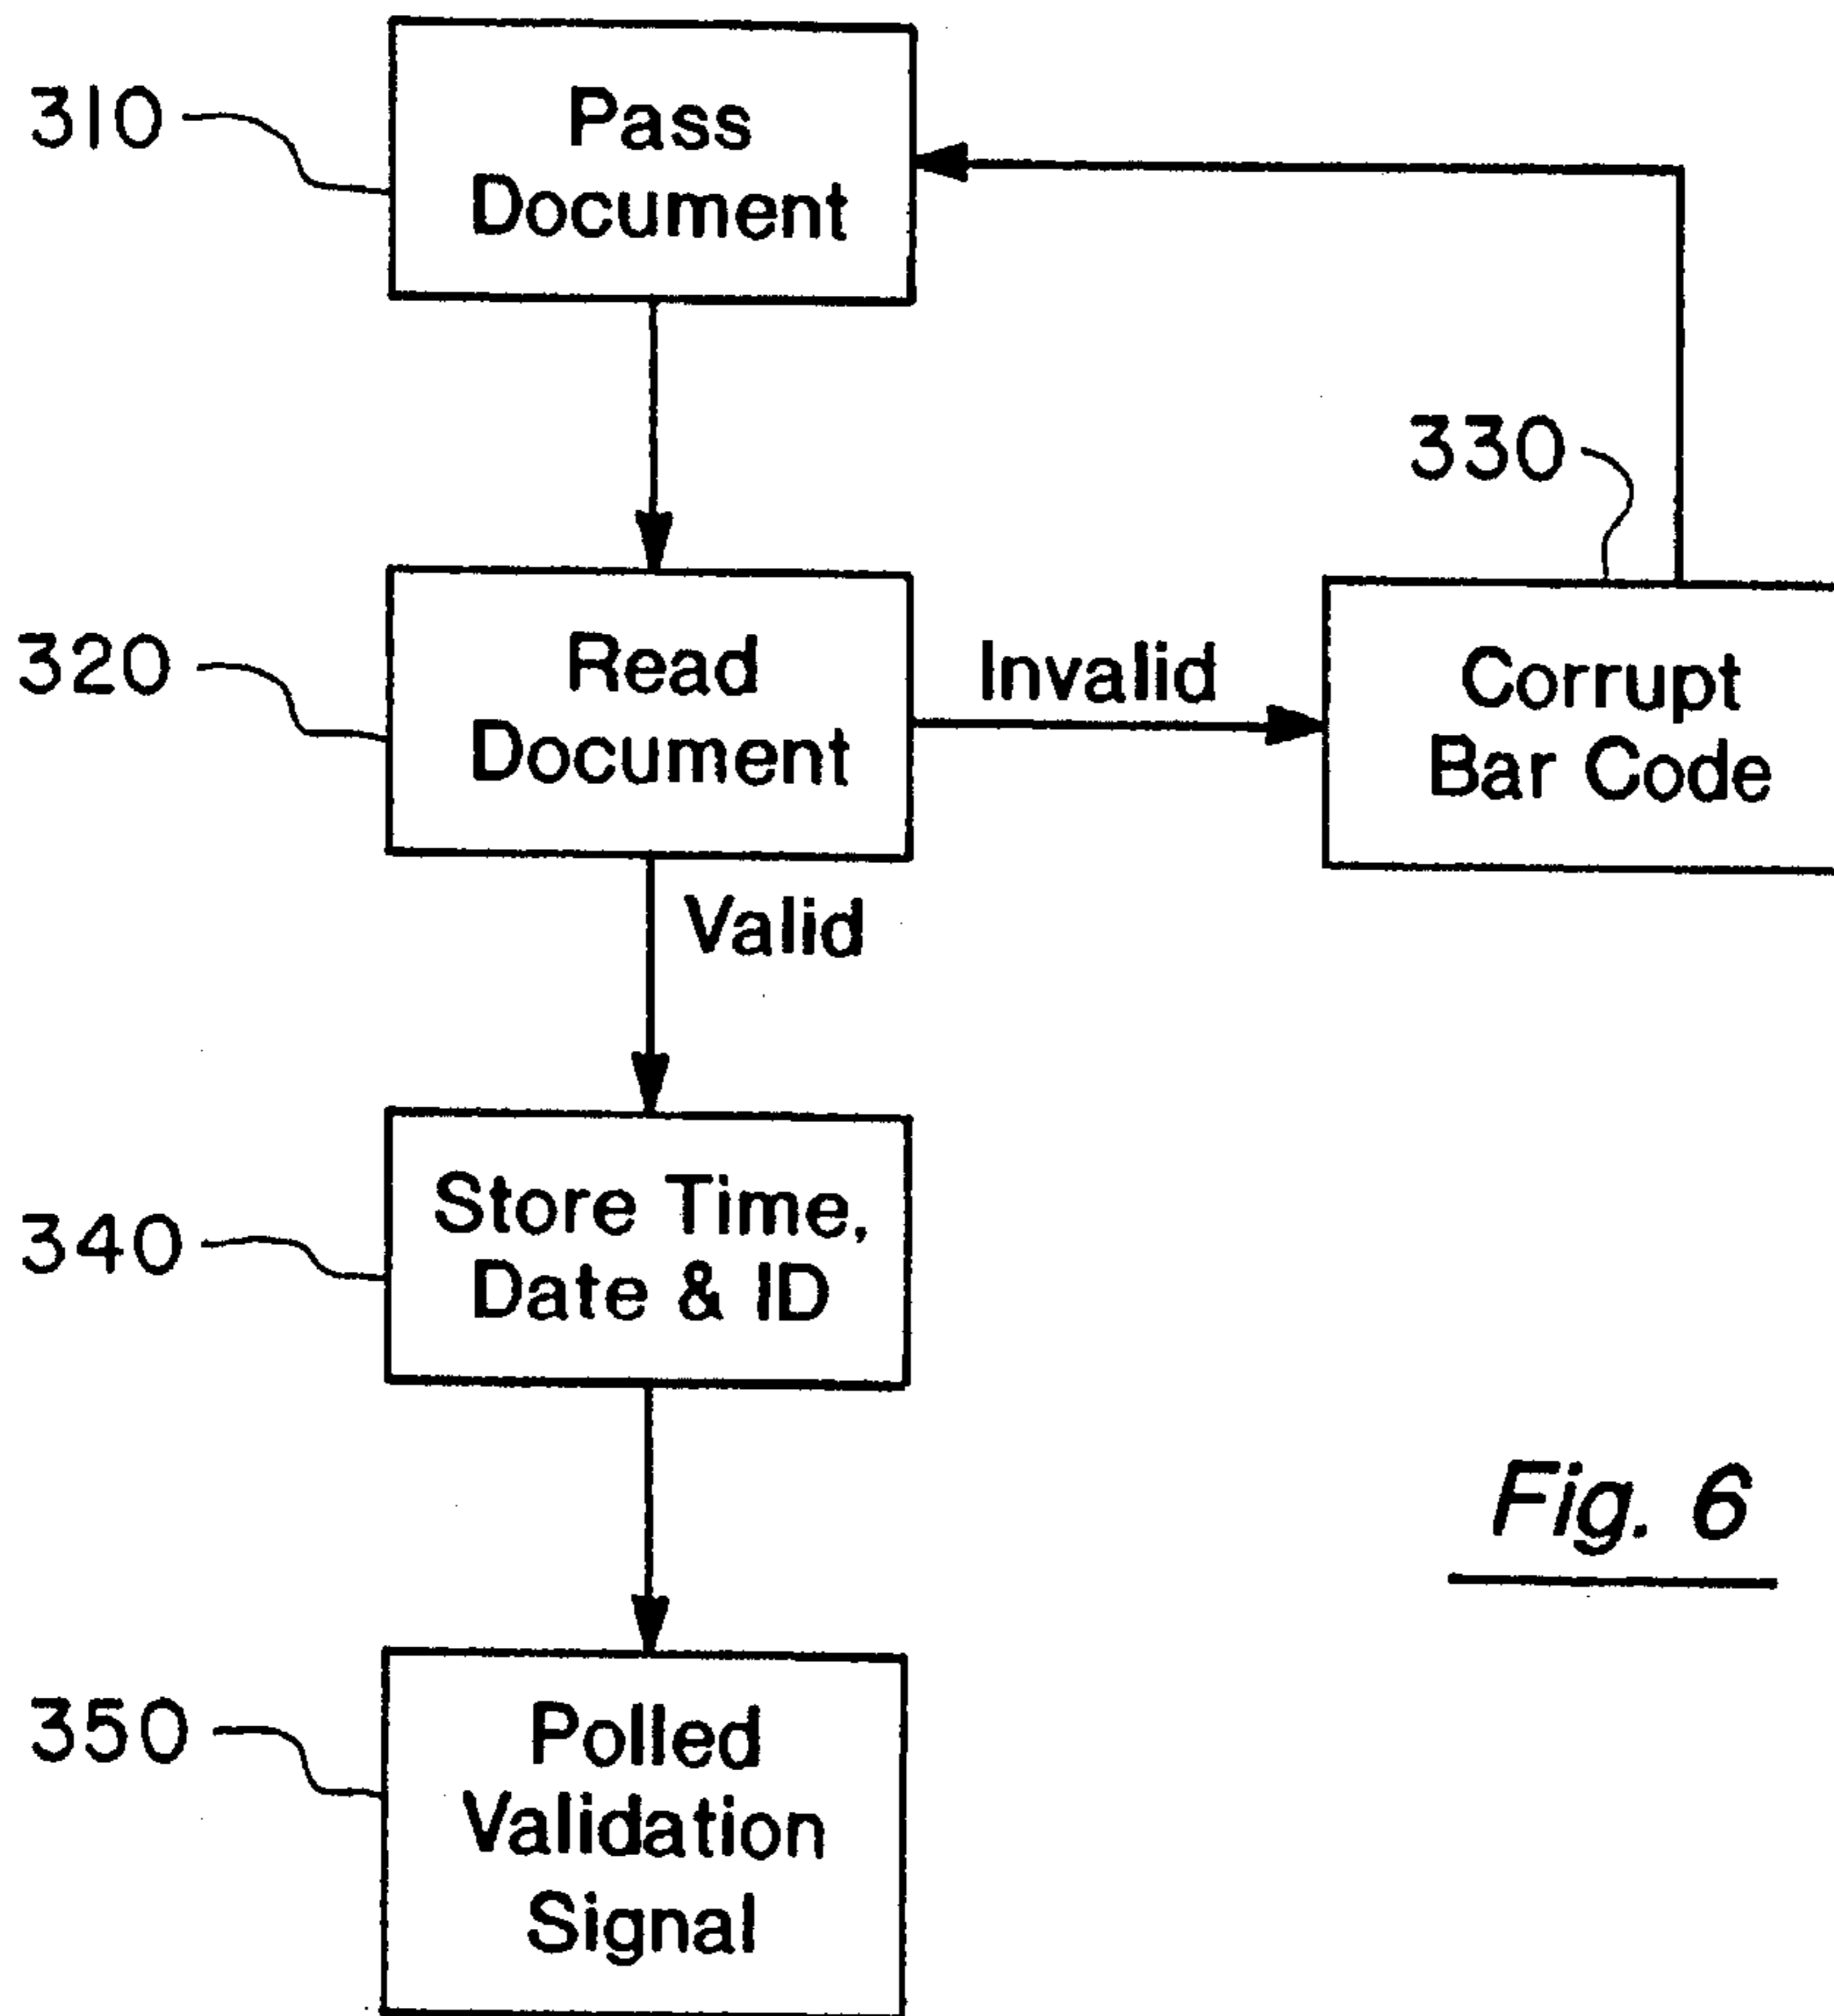 310
Pass
Document
330
320
Read
Document
Invalid
Corrupt
Bar Code
Valid
340
Store Time,
Date & ID
Fig. 6
350
Polled
Validation
Signal